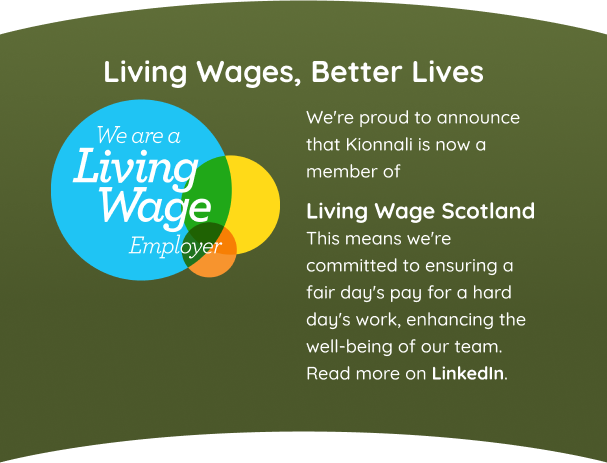 Living Wages, Better Lives
We are a
Living
Wage
Employer
We're proud to announce
that Kionnali is now a
member of
Living Wage Scotland
This means we're
committed to ensuring a
fair day's pay for a hard
day's work, enhancing the
well-being of our team.
Read more on LinkedIn.